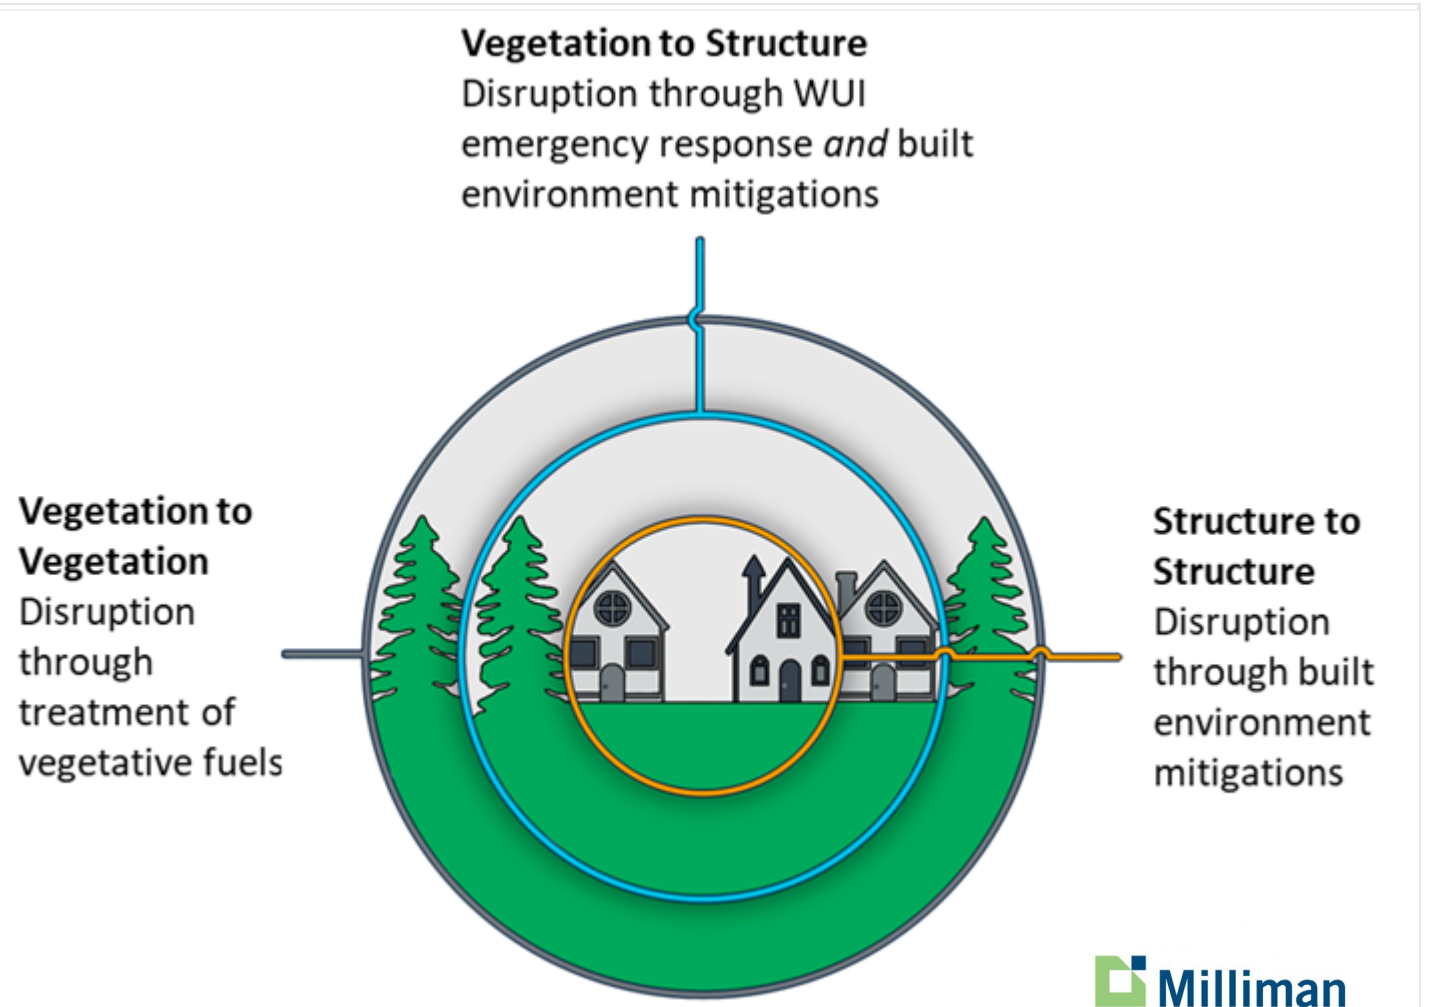 Vegetation to Structure
Disruption through WUI
emergency response and built
environment mitigations
Vegetation to
Vegetation
Disruption
through
treatment of
vegetative fuels
Structure to
Structure
Disruption
through built
environment
mitigations
Milliman